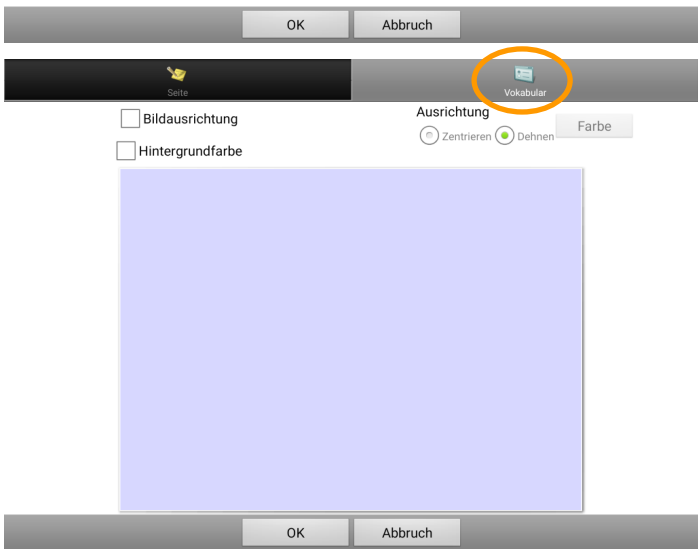 OK Abbruch
Seite Vokabular
Bildausrichtung Ausrichtung
Zentrieren Dehnen Farbe
Hintergrundfarbe
OK Abbruch